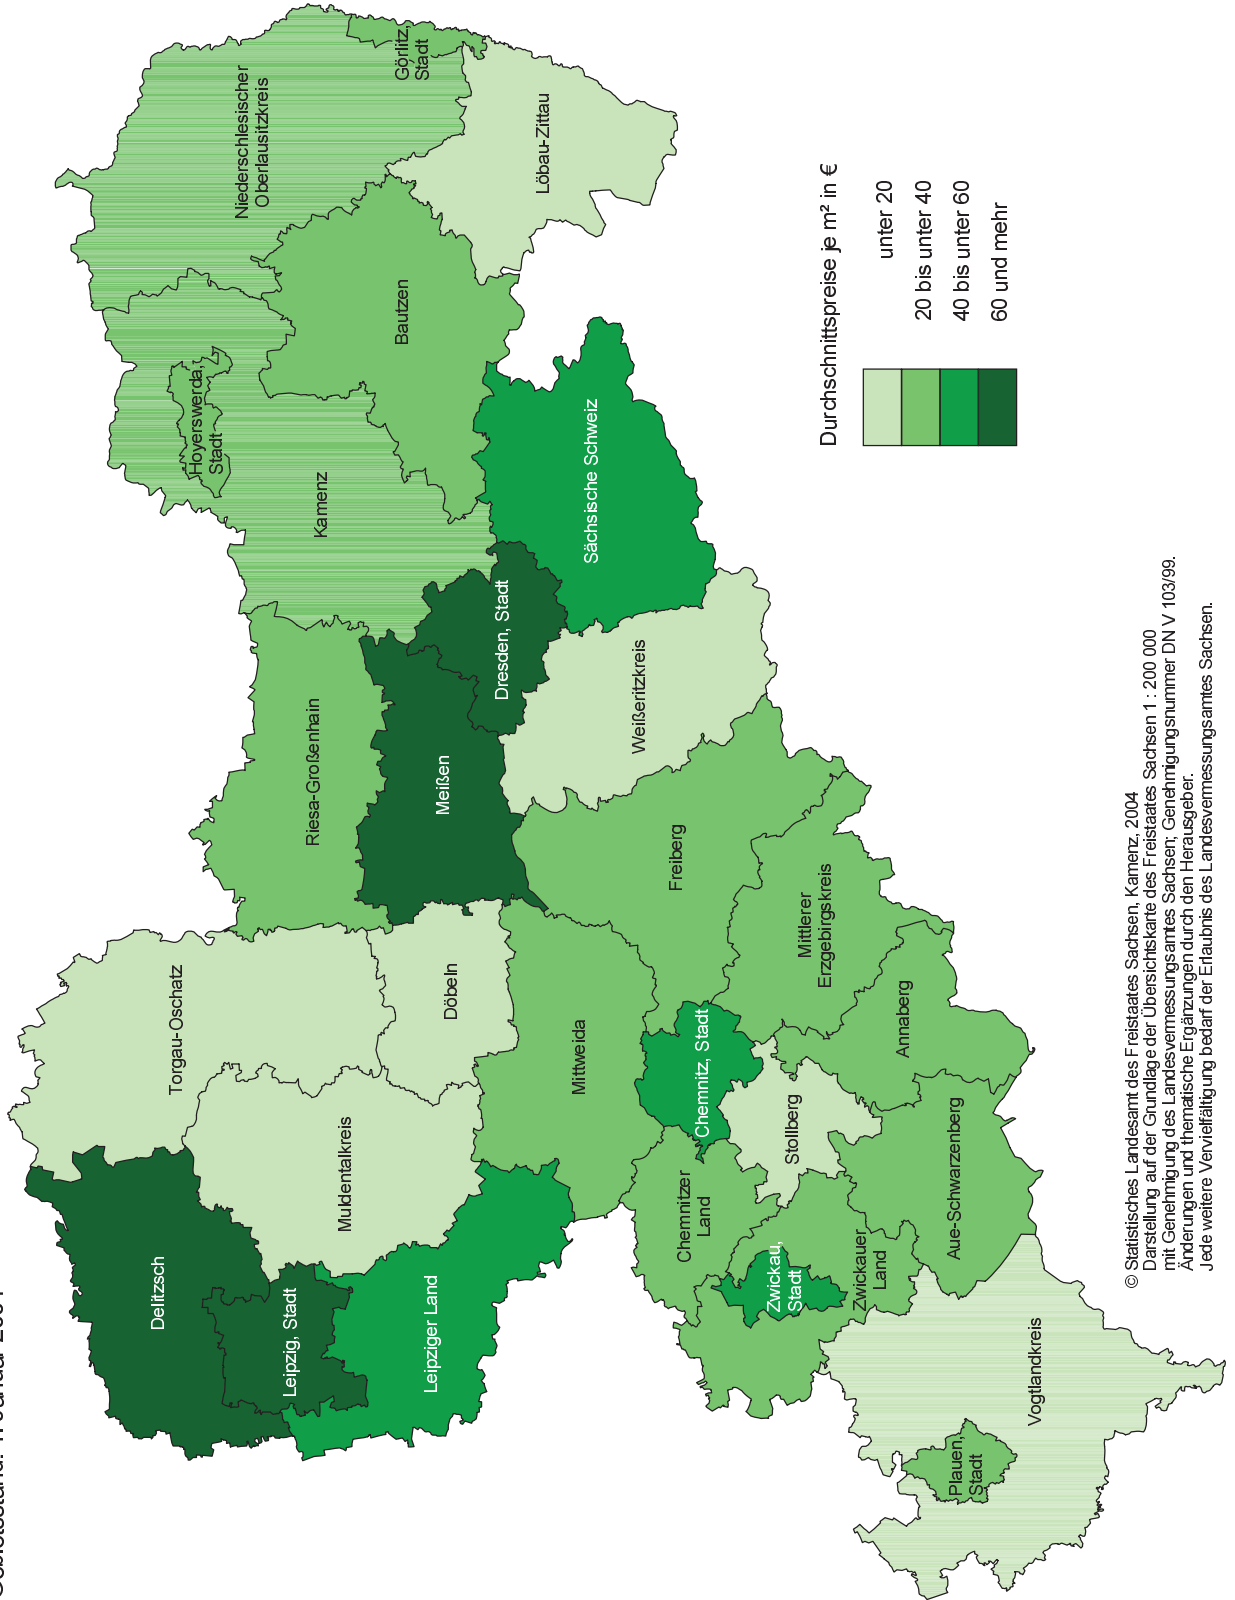 Niederschlesischer
Oberlausitzkreis
Görlitz,
Stadt
Löbau-Zittau
Bautzen
Hoyerswerda,
Stadt
Kamenz
Sächsische Schweiz
Dresden, Stadt
Riesa-Großenhain
Meißen
Weißeritzkreis
Torgau-Oschatz
Döbeln
Freiberg
Mittlerer
Erzgebirgskreis
Mittweida
Chemnitz, Stadt
Annaberg
Muldentalkreis
Stollberg
Chemnitzer
Land
Aue-Schwarzenberg
Delitzsch
Leipzig, Stadt
Leipziger Land
Zwickau,
Stadt
Zwickauer
Land
Vogtlandkreis
Plauen,
Stadt
Durchschnittspreise je m² in €
unter 20
20 bis unter 40
40 bis unter 60
60 und mehr
© Statistisches Landesamt des Freistaates Sachsen, Kamenz, 2004
Darstellung auf der Grundlage der Übersichtskarte des Freistaates Sachsen 1 : 200 000
mit Genehmigung des Landesvermessungsamtes Sachsen; Genehmigungsnummer DN V 103/99.
Änderungen und thematische Ergänzungen durch den Herausgeber.
Jede weitere Vervielfältigung bedarf der Erlaubnis des Landesvermessungsamtes Sachsen.